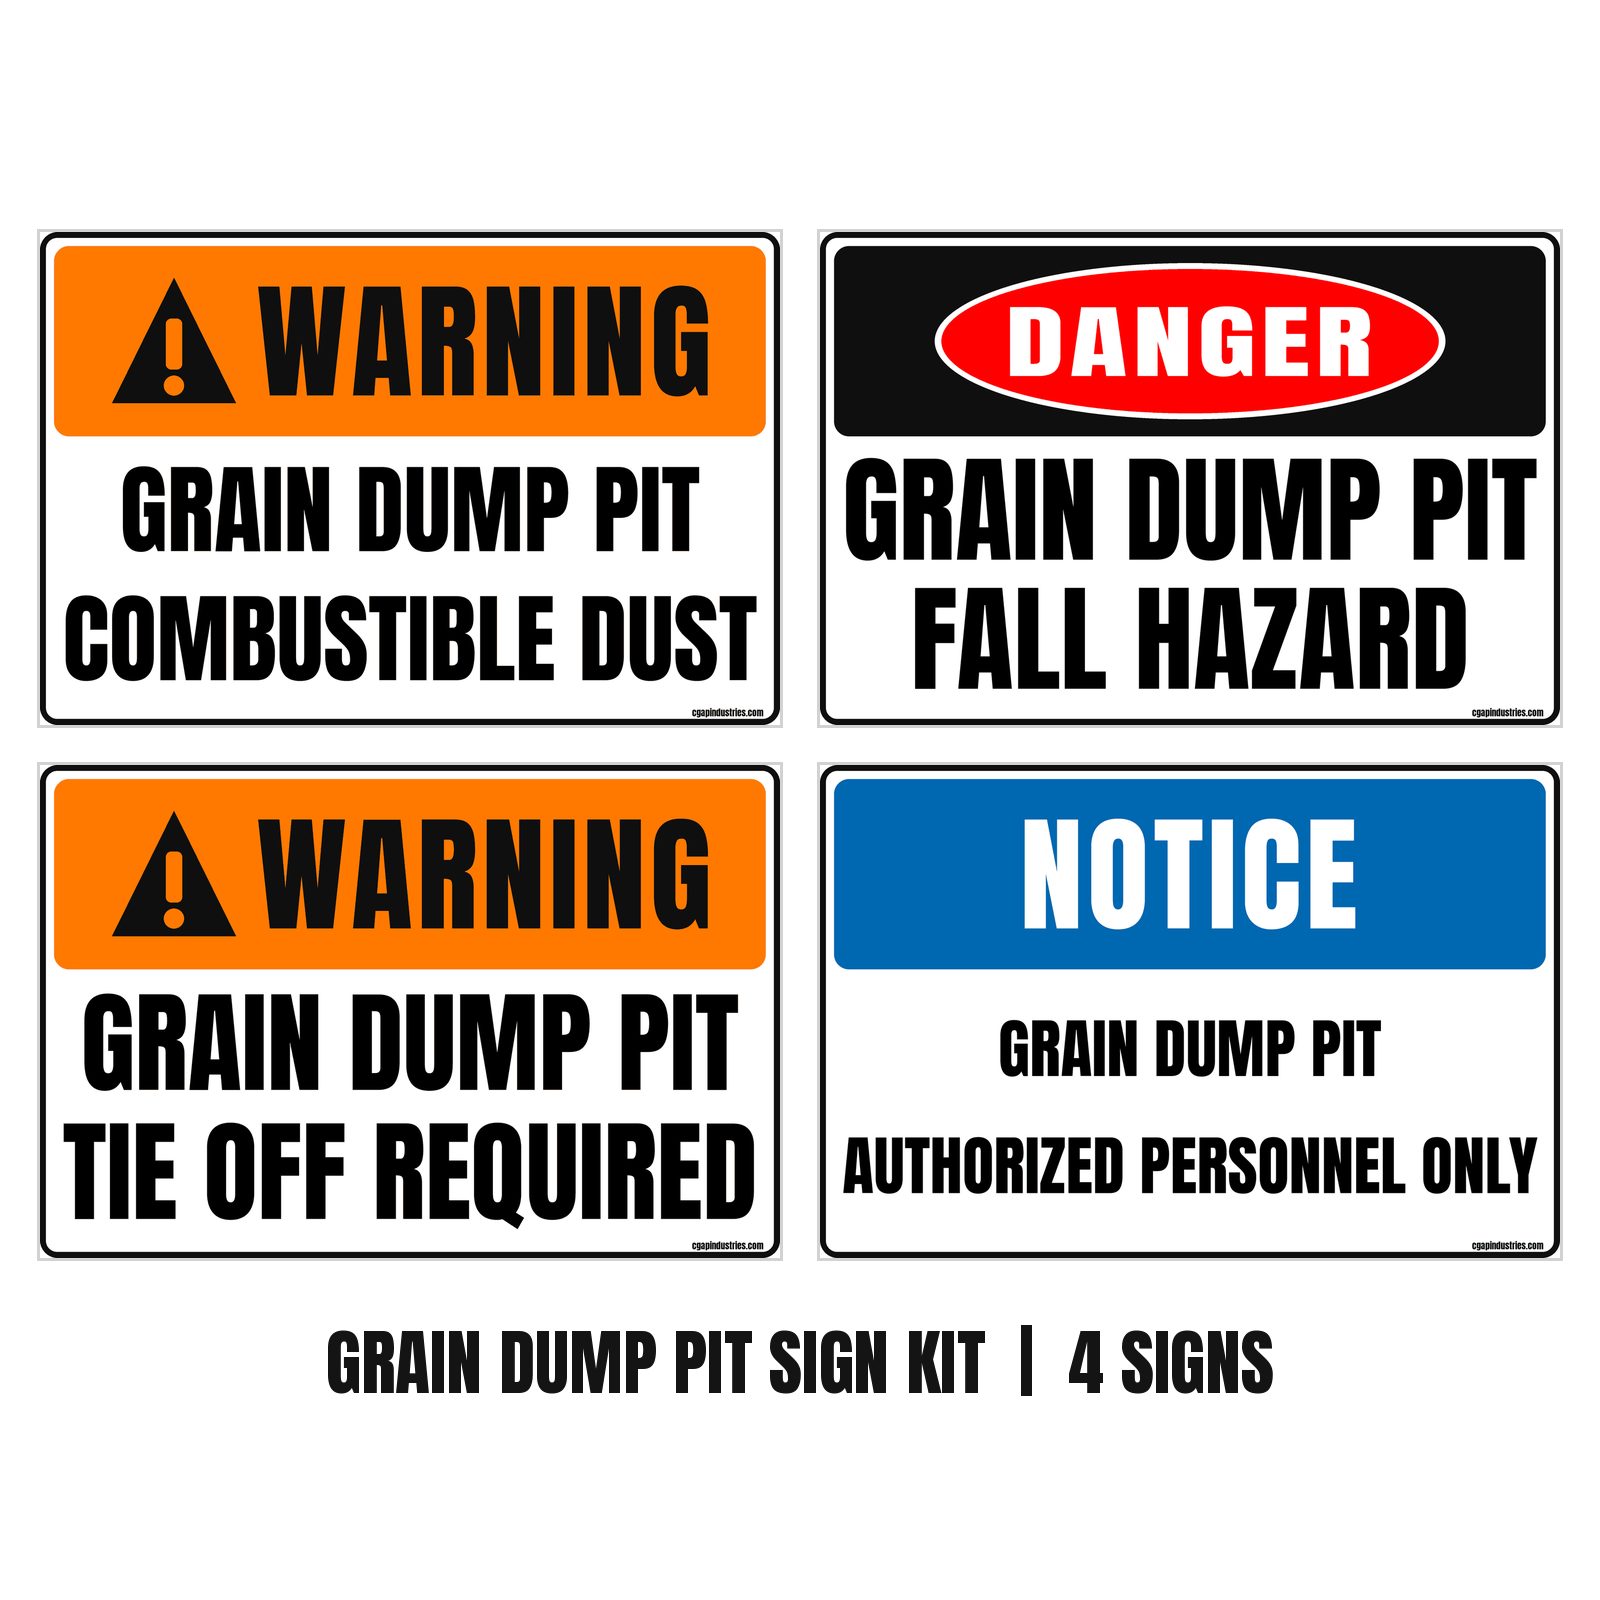 WARNING
GRAIN DUMP PIT
COMBUSTIBLE DUST
cgapindustries.com
DANGER
GRAIN DUMP PIT
FALL HAZARD
cgapindustries.com
WARNING
GRAIN DUMP PIT
TIE OFF REQUIRED
cgapindustries.com
NOTICE
GRAIN DUMP PIT
AUTHORIZED PERSONNEL ONLY
cgapindustries.com
GRAIN DUMP PIT SIGN KIT | 4 SIGNS